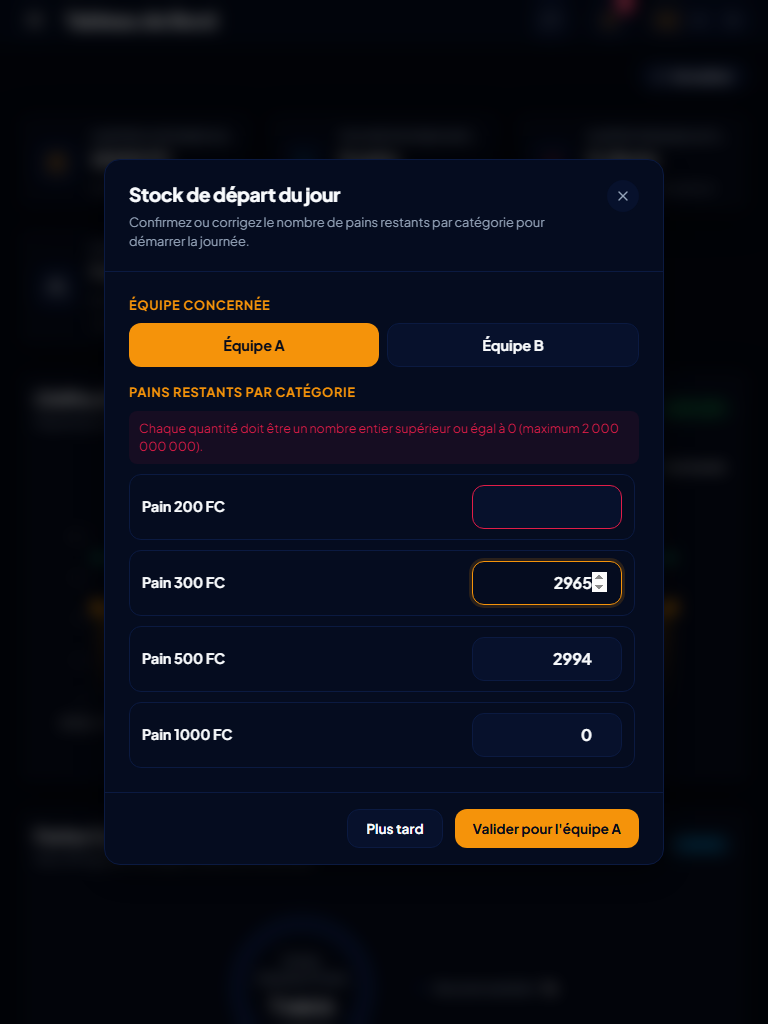 Stock de départ du jour
Confirmez ou corrigez le nombre de pains restants par catégorie pour
démarrer la journée.
ÉQUIPE CONCERNÉE
Équipe A
Équipe B
PAINS RESTANTS PAR CATÉGORIE
Chaque quantité doit être un nombre entier supérieur ou égal à 0 (maximum 2 000
000 000).
Pain 200 FC
Pain 300 FC
2965
Pain 500 FC
2994
Pain 1000 FC
0
Plus tard
Valider pour l'équipe A